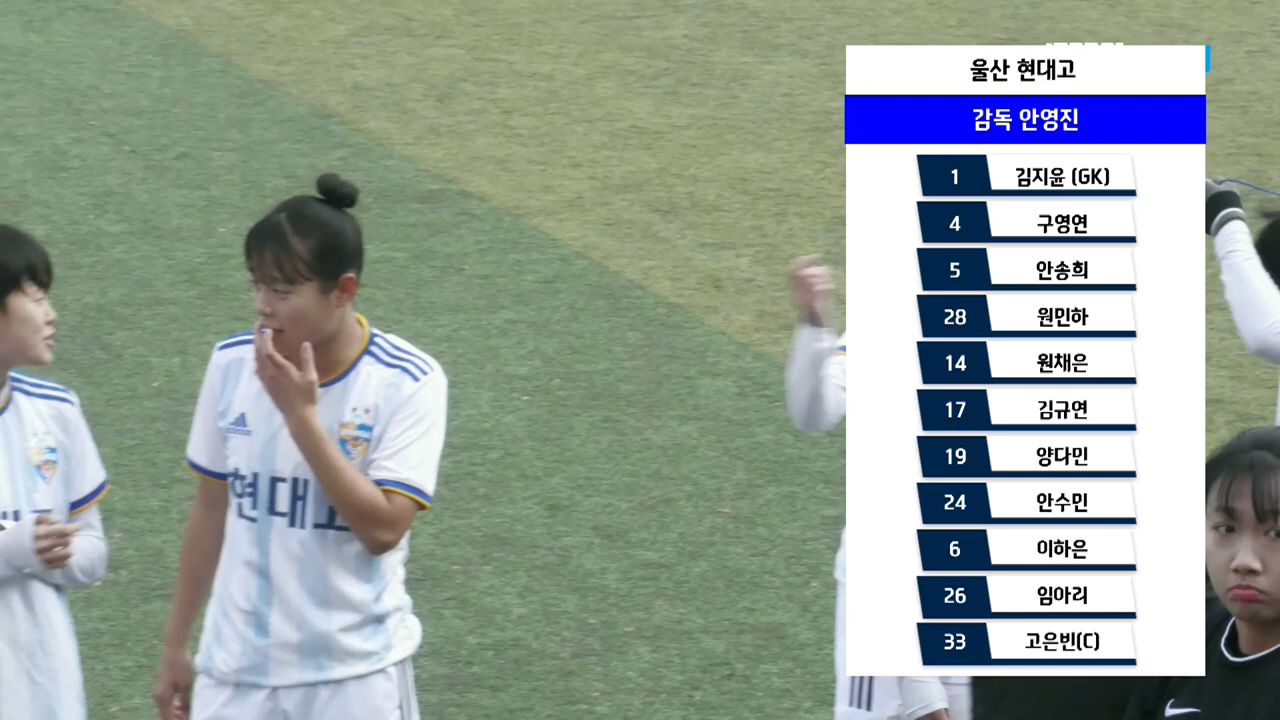 울산 현대고
감독 안영진
1 김지윤 (GK)
4 구영연
5 안송희
28 원민하
14 원채은
17 김규연
19 양다민
24 안수민
6 이하은
26 임아리
33 고은빈(C)
현대고